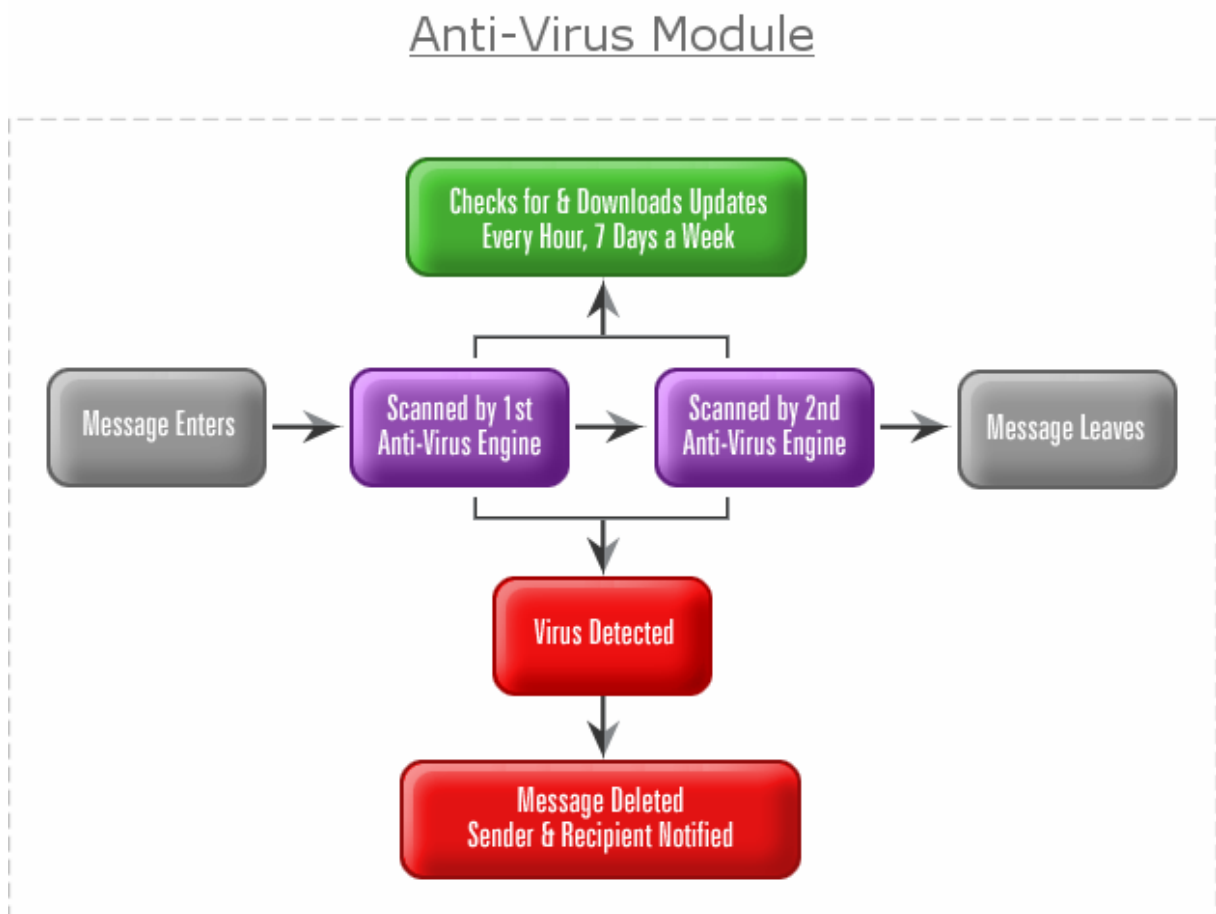 Anti-Virus Module
Checks for & Downloads Updates
Every Hour, 7 Days a Week
Message Enters
Scanned by 1st
Anti-Virus Engine
Scanned by 2nd
Anti-Virus Engine
Message Leaves
Virus Detected
Message Deleted
Sender & Recipient Notified